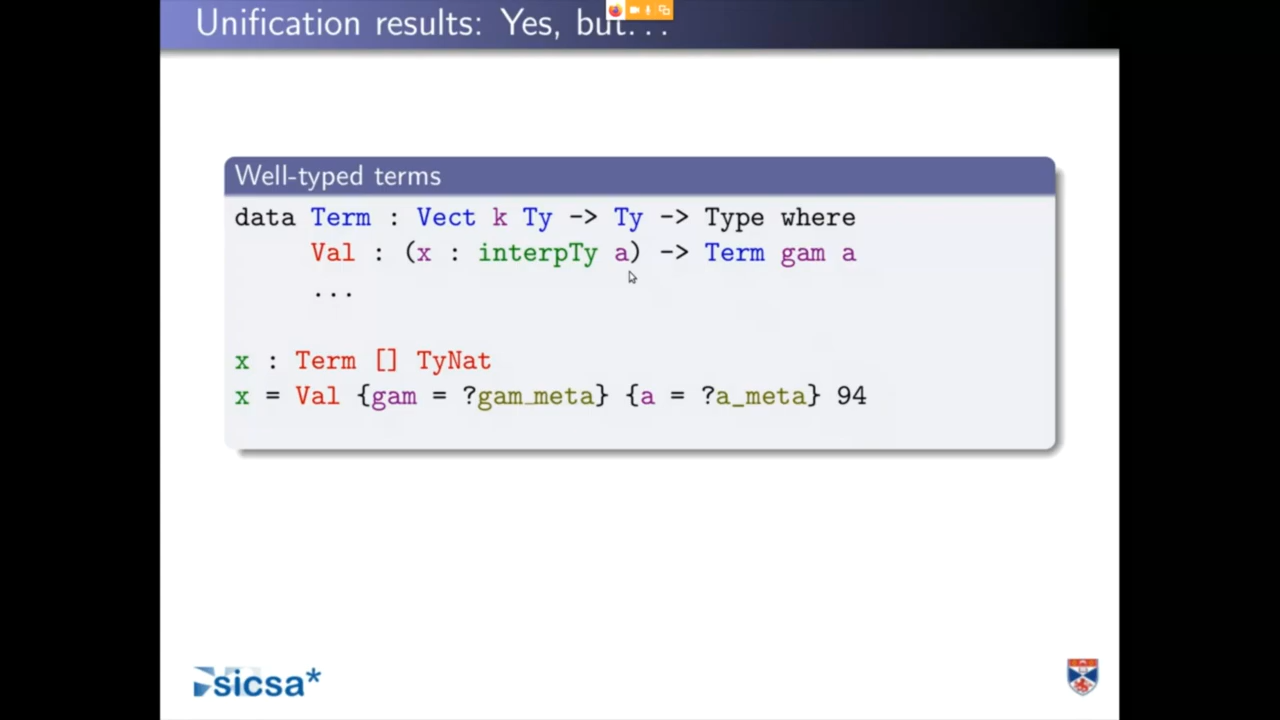 Unification results: Yes, but...
Well-typed terms
data Term : Vect k Ty -> Ty -> Type where
Val : (x : interpTy a) -> Term gam a
...
x : Term [] TyNat
x = Val {gam = ?gam_meta} {a = ?a_meta} 94
sicsa*